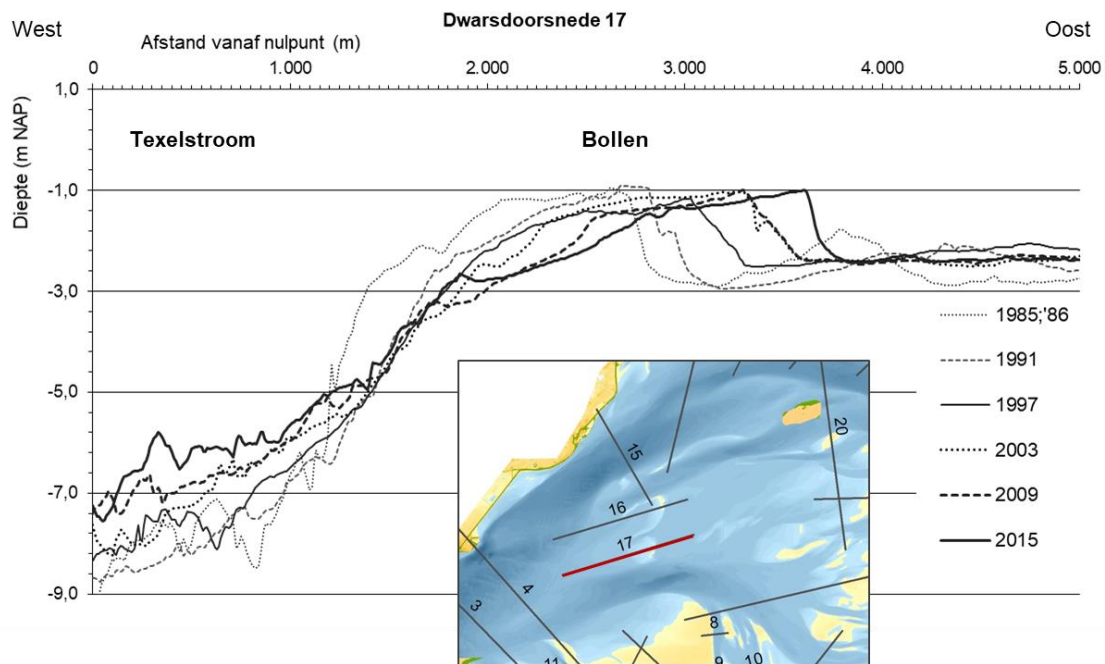 Dwarsdoorsnede 17
West
Oost
Afstand vanaf nulpunt (m)
0 1.000 2.000 3.000 4.000 5.000
Diepte (m NAP)
1,0
-1,0
-3,0
-5,0
-7,0
-9,0
Texelstroom
Bollen
1985;'86
1991
1997
2003
2009
2015
15
20
16
17
4
3
8
9
10
11